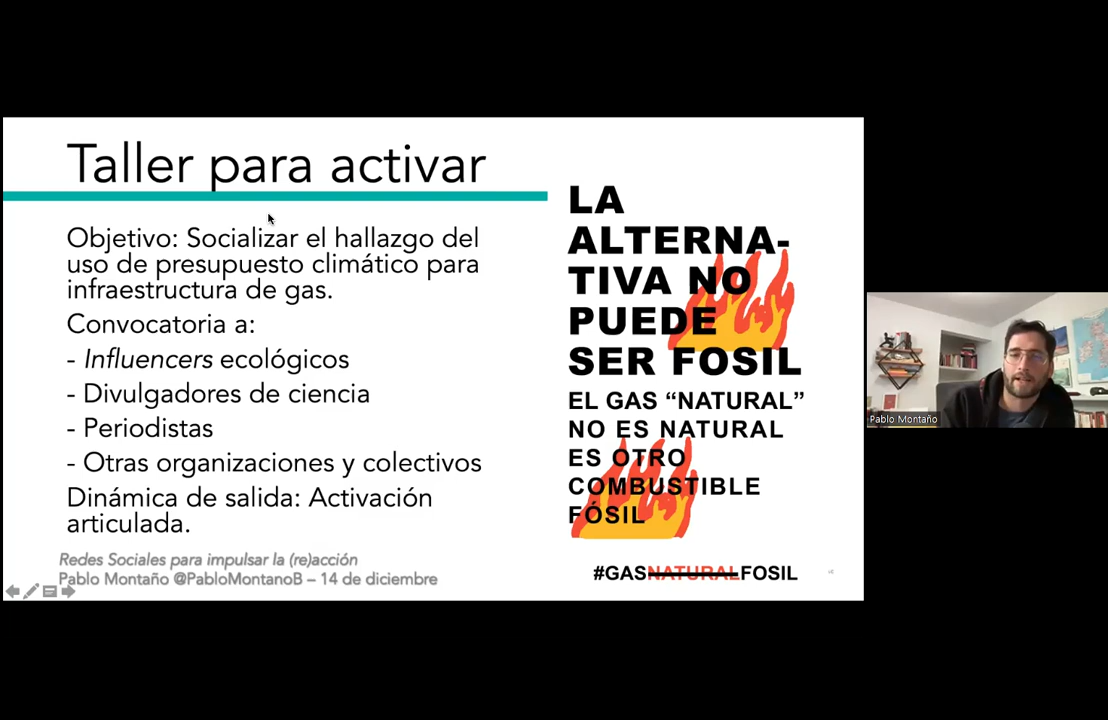 Taller para activar
Objetivo: Socializar el hallazgo del
uso de presupuesto climático para
infraestructura de gas.
Convocatoria a:
- Influencers ecológicos
- Divulgadores de ciencia
- Periodistas
- Otras organizaciones y colectivos
Dinámica de salida: Activación
articulada.
Redes Sociales para impulsar la (re)acción
Pablo Montaño @PabloMontanoB – 14 de diciembre
LA
ALTERNA-
TIVA NO
PUEDE
SER FOSIL
EL GAS “NATURAL”
NO ES NATURAL
ES OTRO
COMBUSTIBLE
FÓSIL
#GASNATURALFOSIL
Pablo Montaño